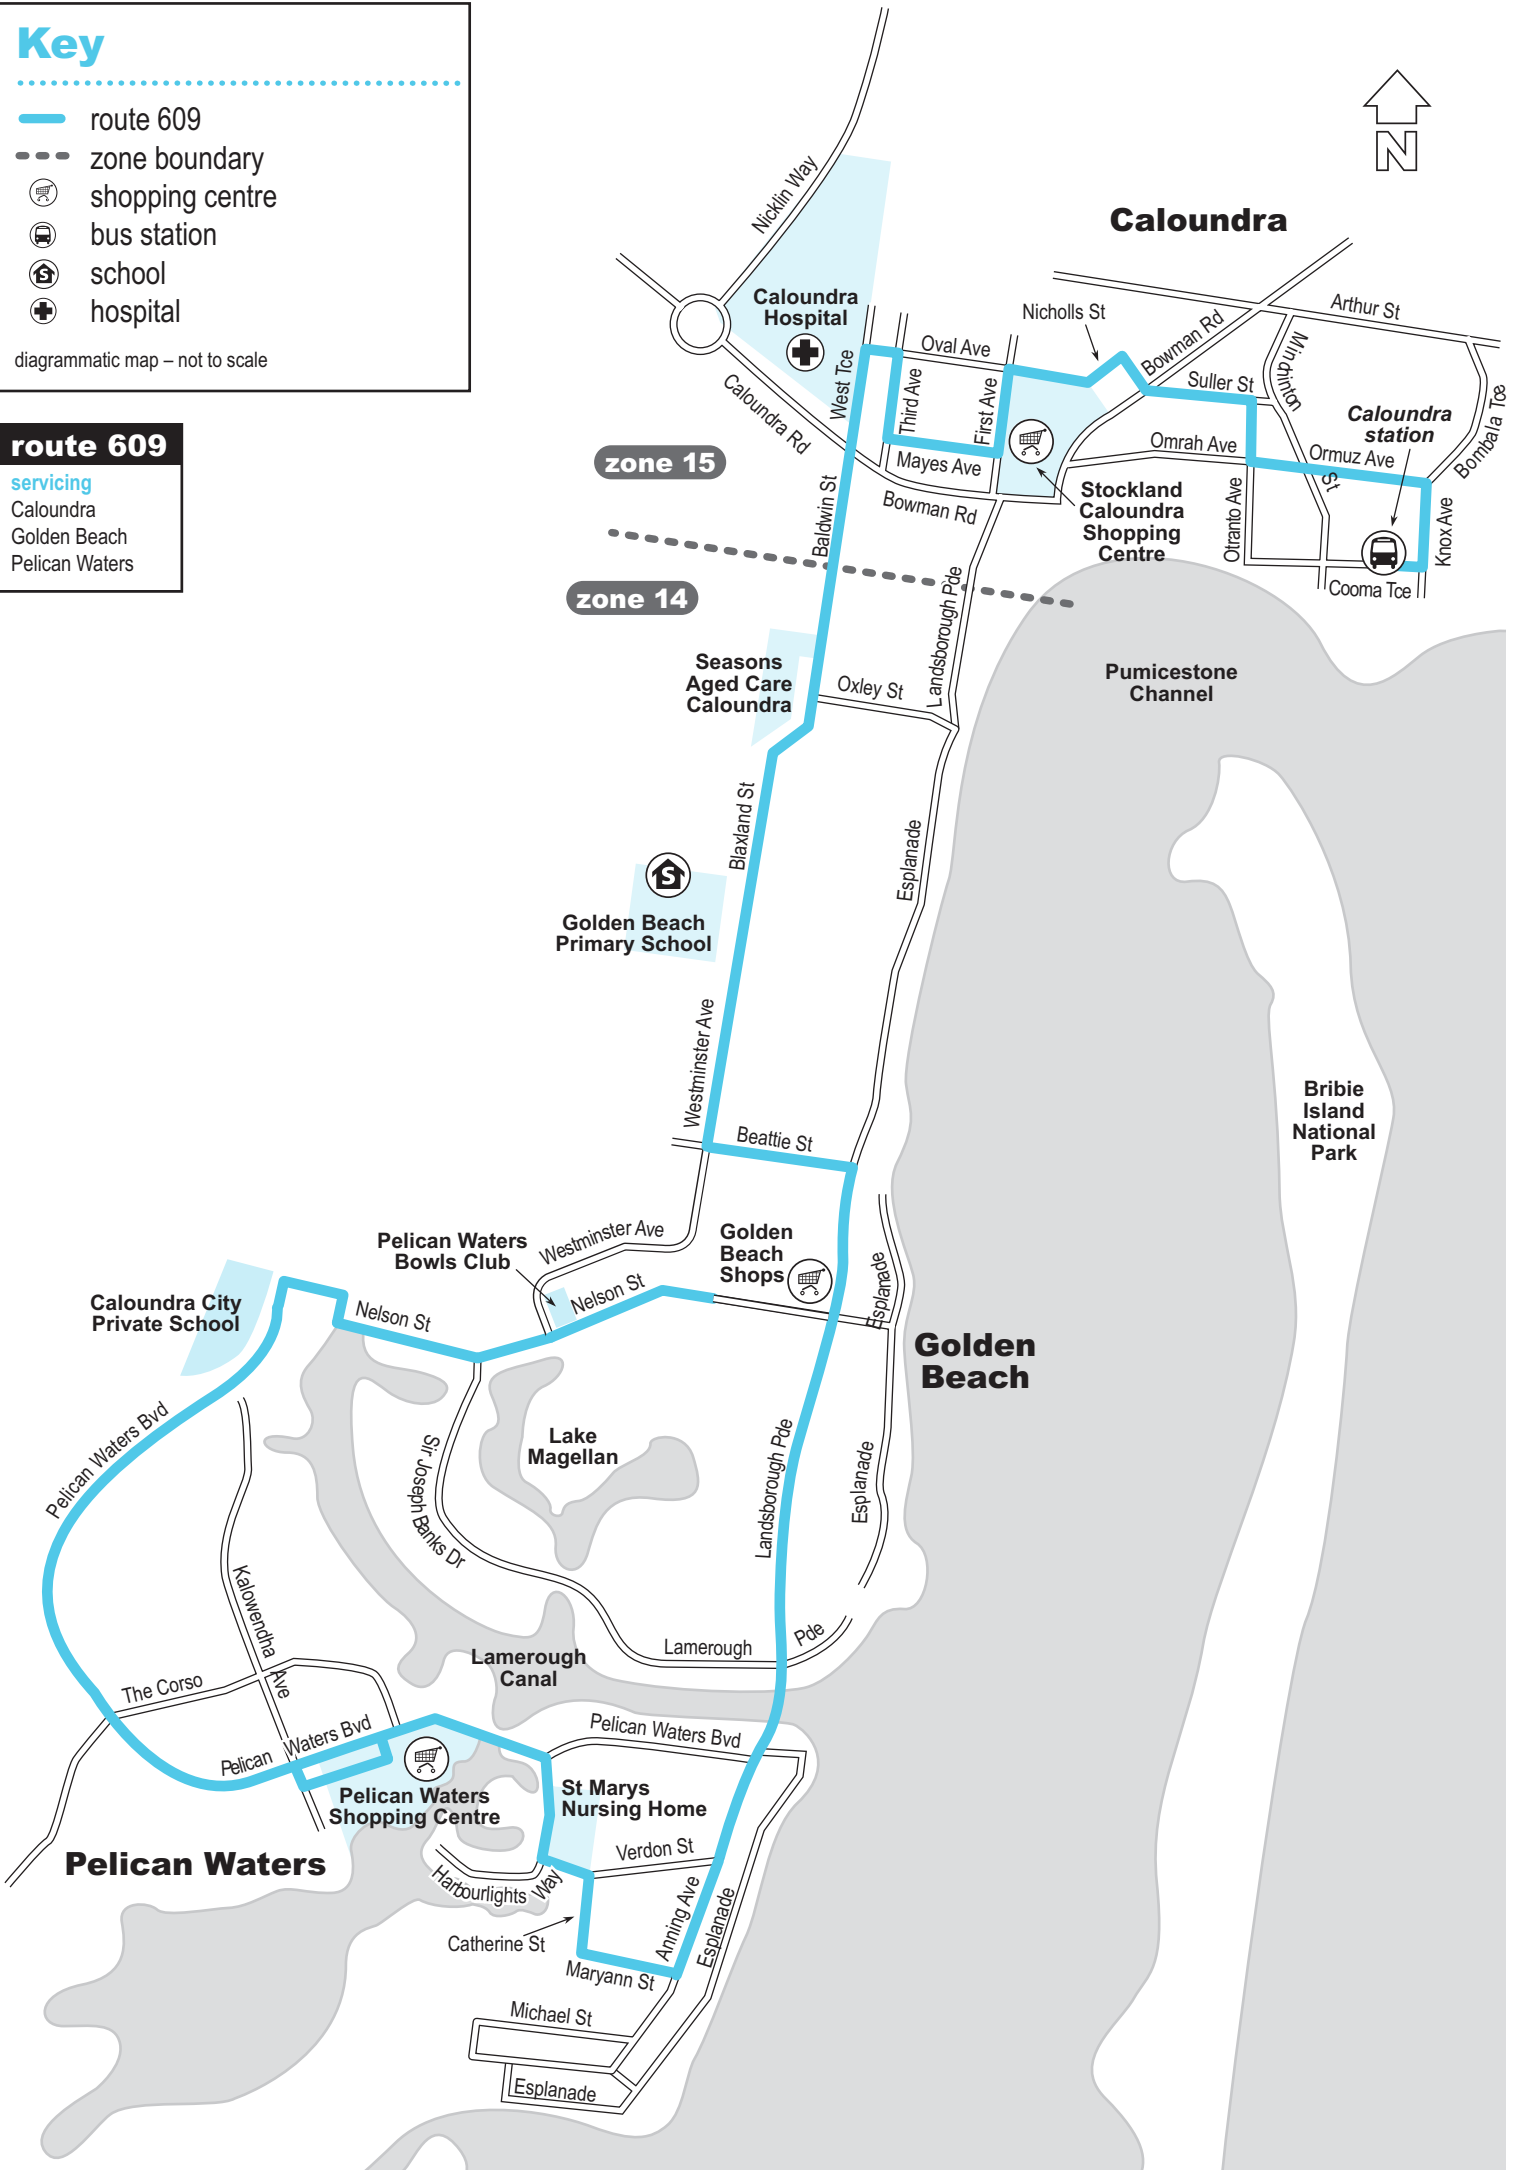 Key
route 609
zone boundary
shopping centre
bus station
school
hospital
diagrammatic map – not to scale
route 609
servicing
Caloundra
Golden Beach
Pelican Waters
N
Caloundra
Nicklin Way
Caloundra
Hospital
Nicholls St
Arthur St
Bowman Rd
Minchinton
St
Oval Ave
West Tce
Third Ave
First Ave
Suller St
Caloundra
station
Bombala Tce
Caloundra Rd
Omrah Ave
Ormuz Ave
Mayes Ave
zone 15
Bowman Rd
Stockland
Caloundra
Shopping
Centre
Otranto Ave
Knox Ave
Baldwin St
Cooma Tce
zone 14
Landsborough Pde
Seasons
Aged Care
Caloundra
Oxley St
Pumicestone
Channel
Blaxland St
Esplanade
Golden Beach
Primary School
Westminster Ave
Bribie
Island
National
Park
Beattie St
Pelican Waters
Bowls Club
Westminster Ave
Golden
Beach
Shops
Esplanade
Nelson St
Caloundra City
Private School
Nelson St
Golden
Beach
Pelican Waters Bvd
Lake
Magellan
Sir Joseph Banks Dr
Landsborough Pde
Esplanade
Kalowendha
Ave
Lamerough
Pde
Lamerough
Canal
The Corso
Pelican Waters Bvd
Pelican Waters Bvd
St Marys
Nursing Home
Pelican Waters
Shopping Centre
Verdon St
Pelican Waters
Harbourlights Way
Anning Ave
Esplanade
Catherine St
Maryann St
Michael St
Esplanade